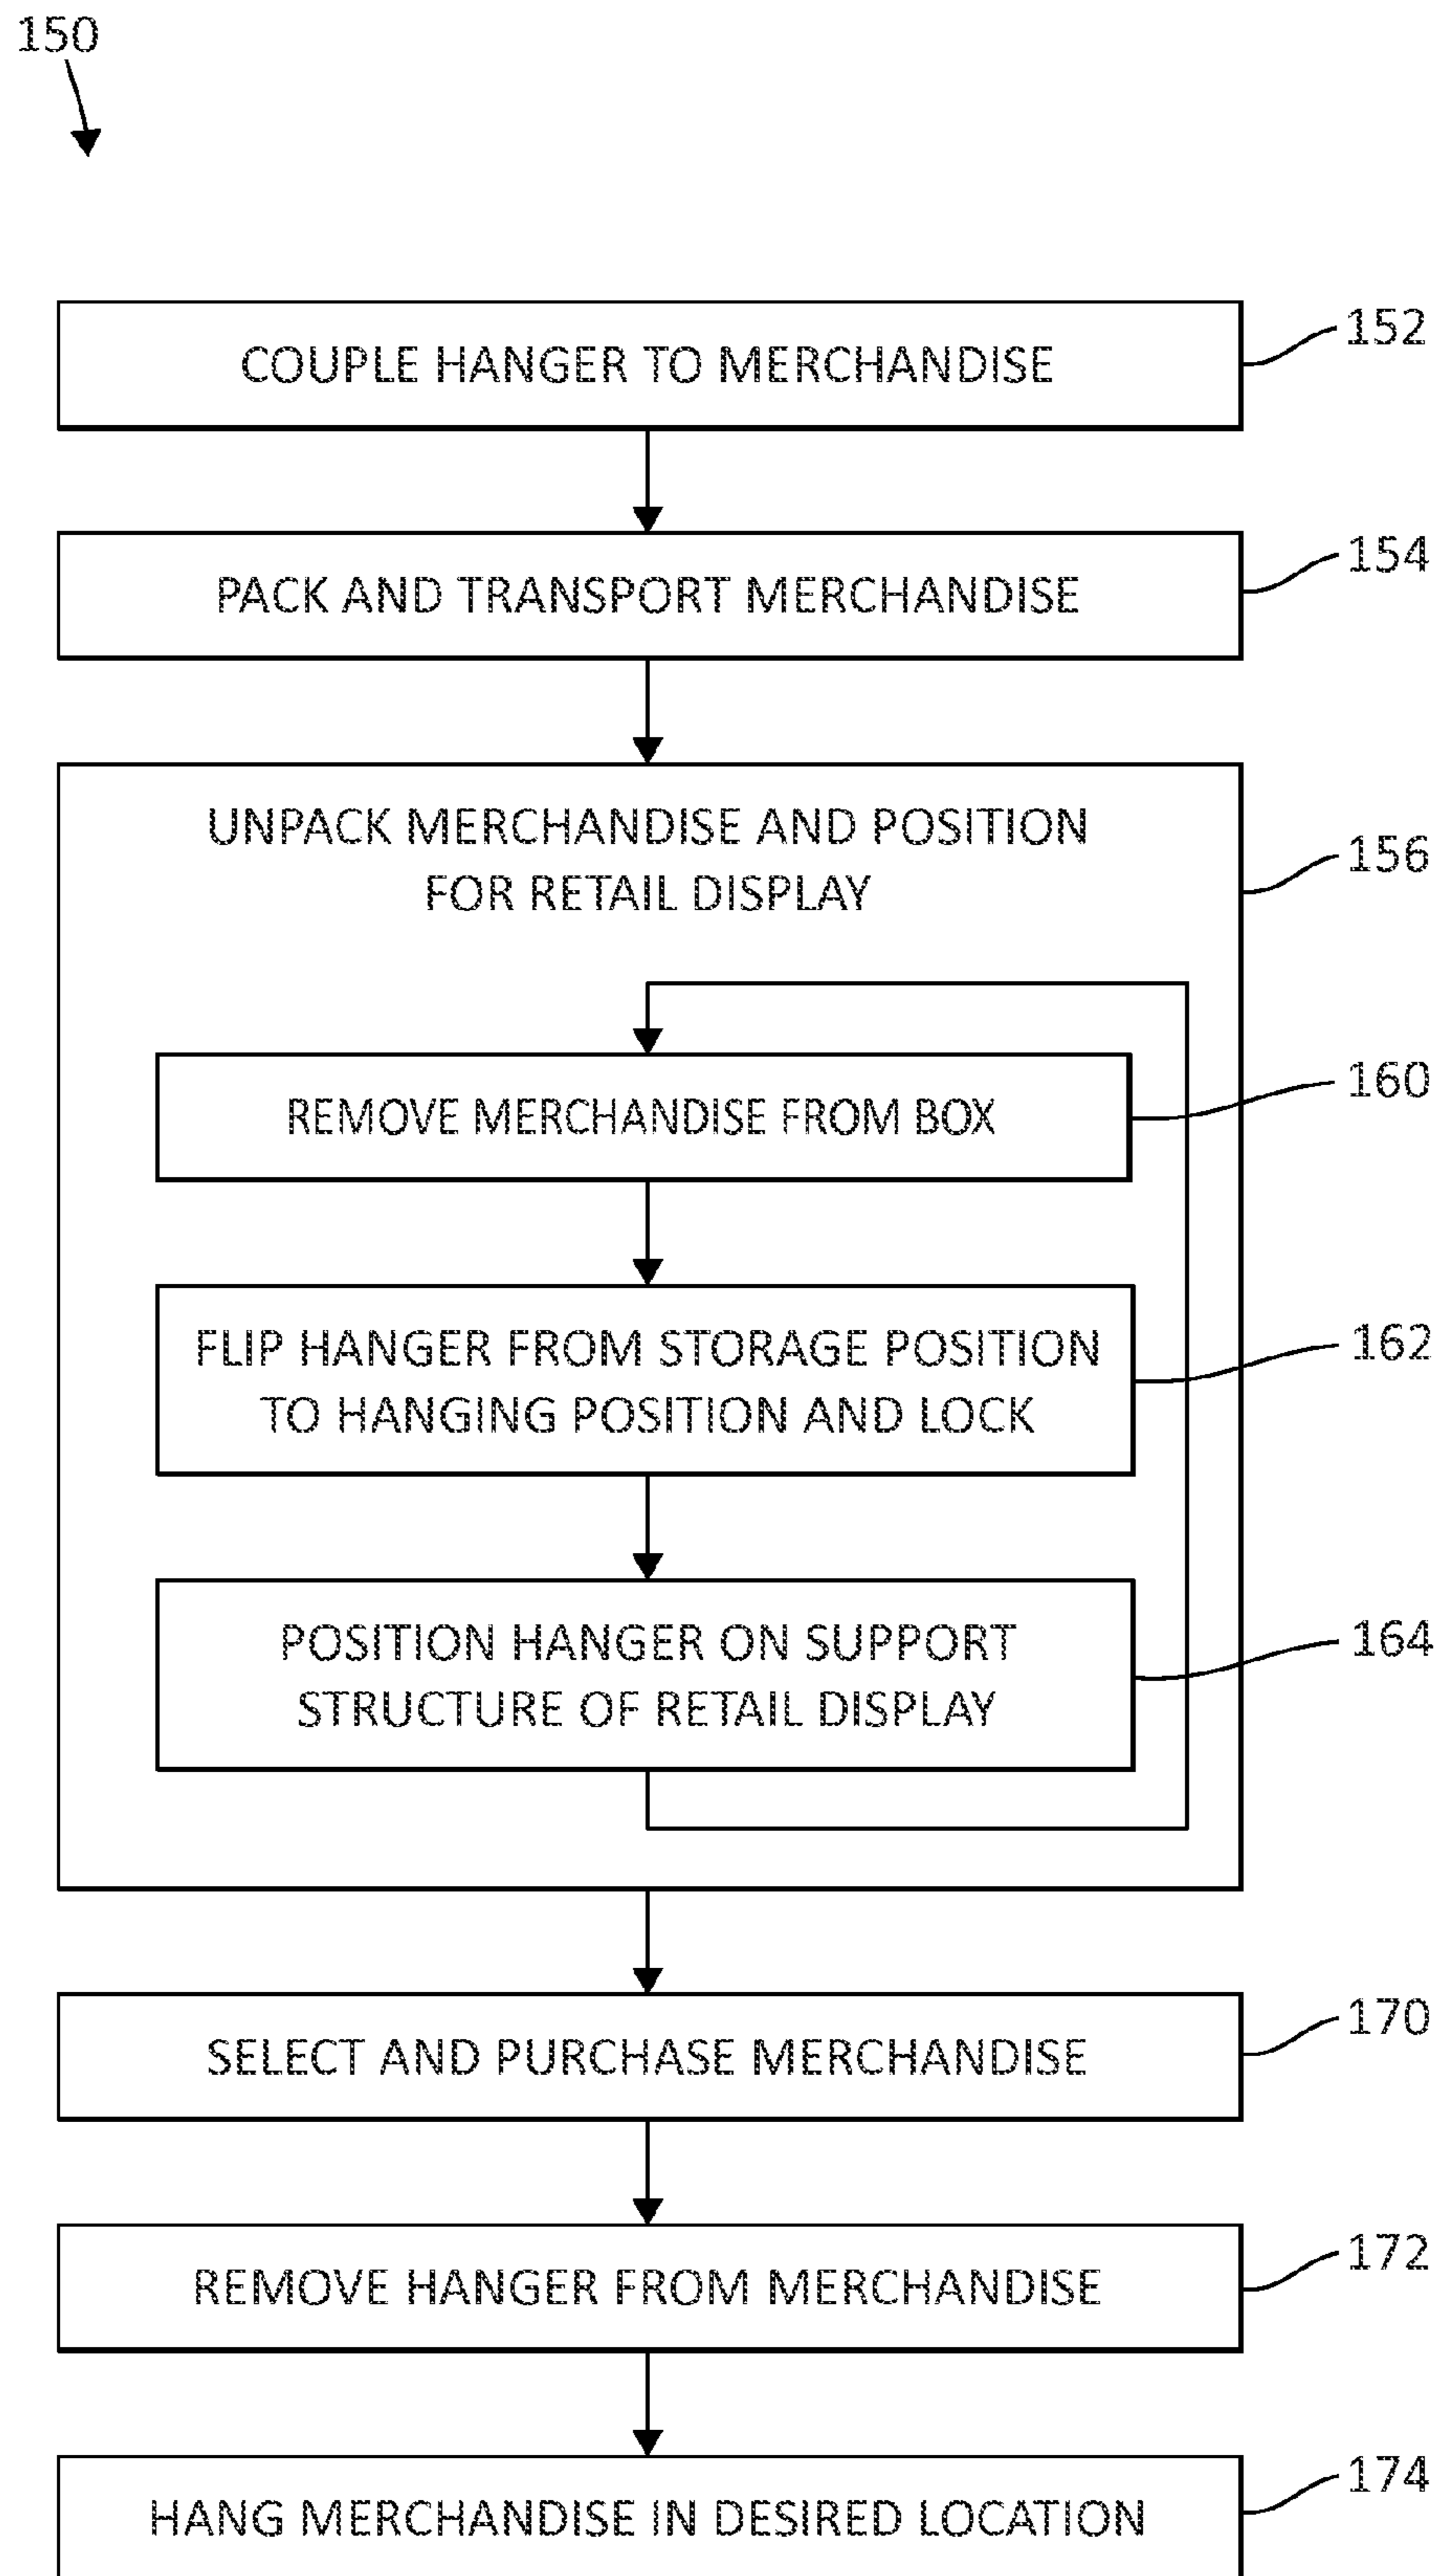 150
COUPLE HANGER TO MERCHANDISE
152
PACK AND TRANSPORT MERCHANDISE
154
UNPACK MERCHANDISE AND POSITION
FOR RETAIL DISPLAY
156
REMOVE MERCHANDISE FROM BOX
160
FLIP HANGER FROM STORAGE POSITION
TO HANGING POSITION AND LOCK
162
POSITION HANGER ON SUPPORT
STRUCTURE OF RETAIL DISPLAY
164
SELECT AND PURCHASE MERCHANDISE
170
REMOVE HANGER FROM MERCHANDISE
172
HANG MERCHANDISE IN DESIRED LOCATION
174